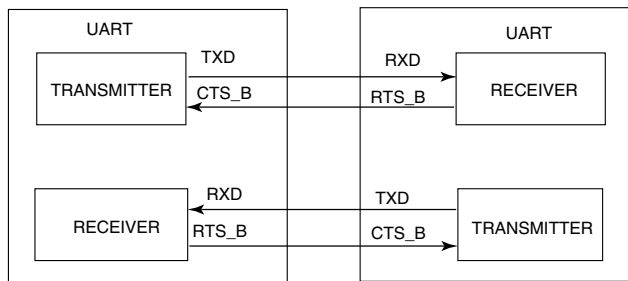 UART
UART
TXD
RXD
TRANSMITTER
RECEIVER
CTS_B
RTS_B
RXD
TXD
RECEIVER
TRANSMITTER
RTS_B
CTS_B